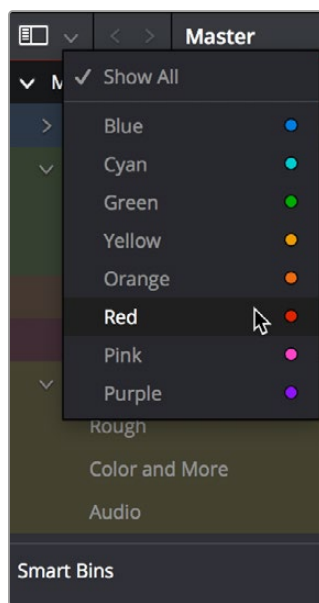 Master
M
Show All
Blue
Cyan
Green
Yellow
Orange
Red
Pink
Purple
Rough
Color and More
Audio
Smart Bins